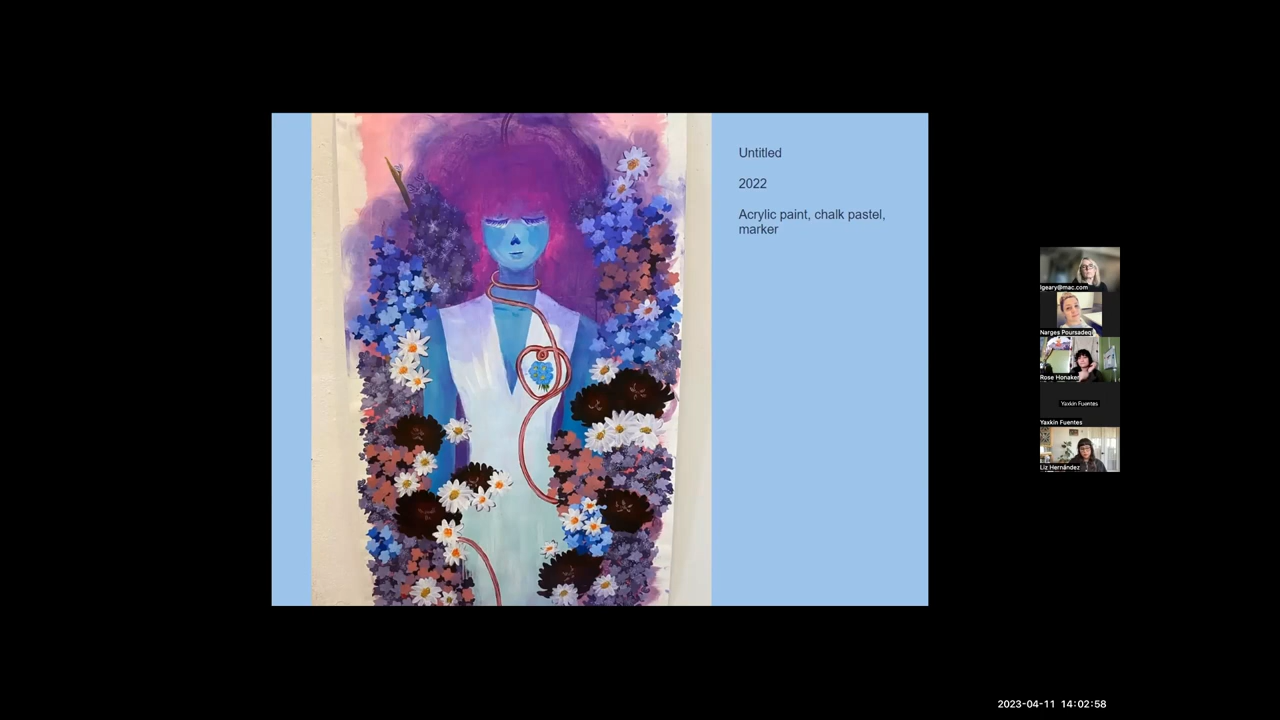 Untitled
2022
Acrylic paint, chalk pastel,
marker
lgeary@mac.com
Narges Poursadeqi
Rose Honaker
Yaxkin Fuentes
Yaxkin Fuentes
Liz Hernández
2023-04-11 14:02:58